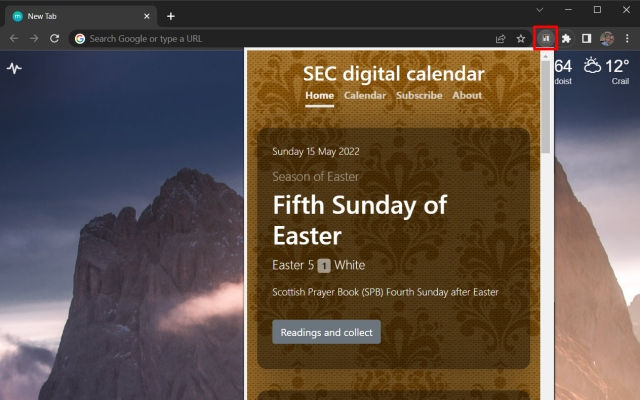 New Tab
Search Google or type a URL
64
doist
12°
Crail
SEC digital calendar
Home Calendar Subscribe About
Sunday 15 May 2022
Season of Easter
Fifth Sunday of
Easter
Easter 5 1 White
Scottish Prayer Book (SPB) Fourth Sunday after Easter
Readings and collect